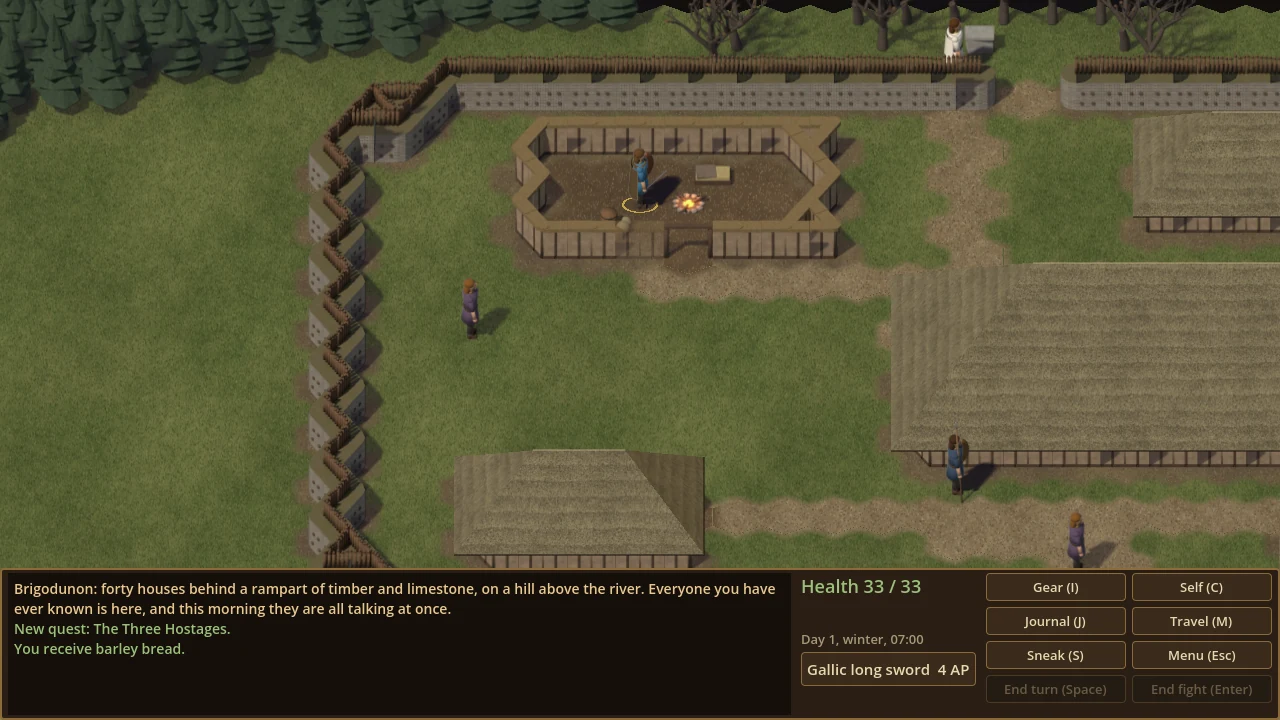 Brigodunon: forty houses behind a rampart of timber and limestone, on a hill above the river. Everyone you have
ever known is here, and this morning they are all talking at once.
New quest: The Three Hostages.
You receive barley bread.
Health 33 / 33
Day 1, winter, 07:00
Gallic long sword 4 AP
Gear (I)
Self (C)
Journal (J)
Travel (M)
Sneak (S)
Menu (Esc)
End turn (Space)
End fight (Enter)